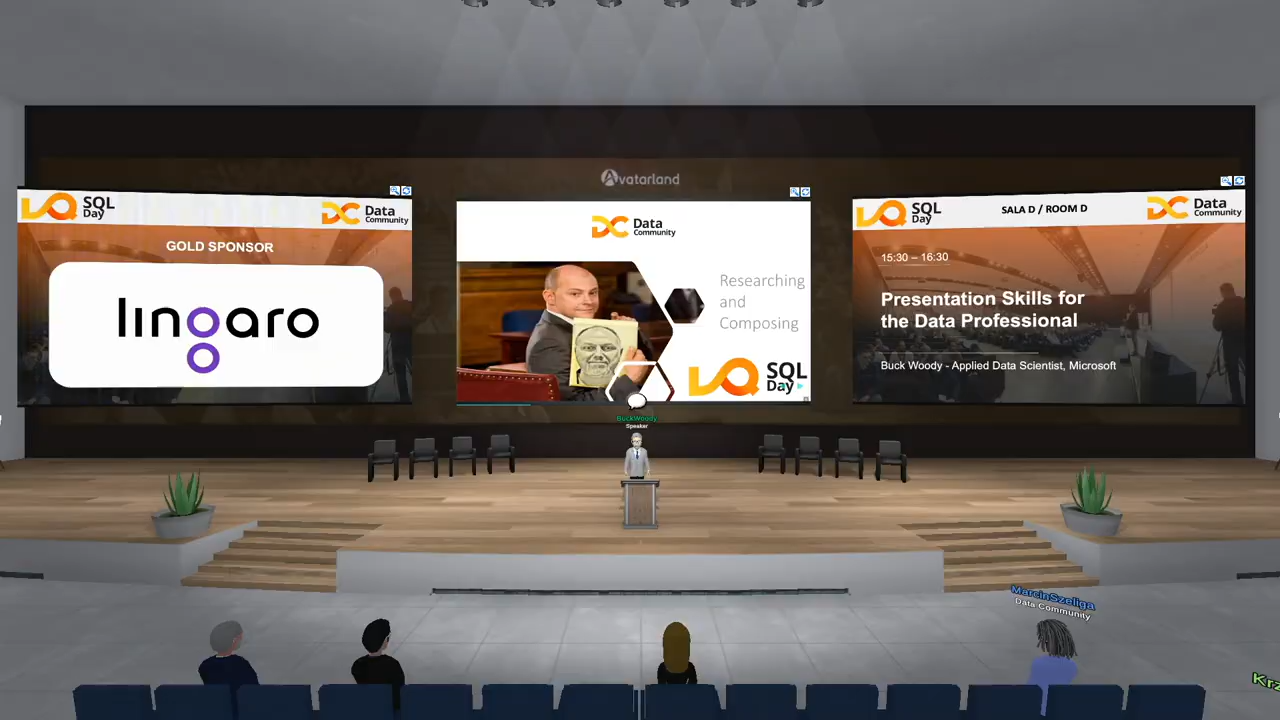 Avatarland
SQL
Day
Data
Community
GOLD SPONSOR
lingaro
Data
Community
Researching
and
Composing
SQL
Day
SQL
Day
SALA D / ROOM D
Data
Community
15:30 – 16:30
Presentation Skills for
the Data Professional
Buck Woody - Applied Data Scientist, Microsoft
BuckWoody
Speaker
MarcinSzeliga
Data Community